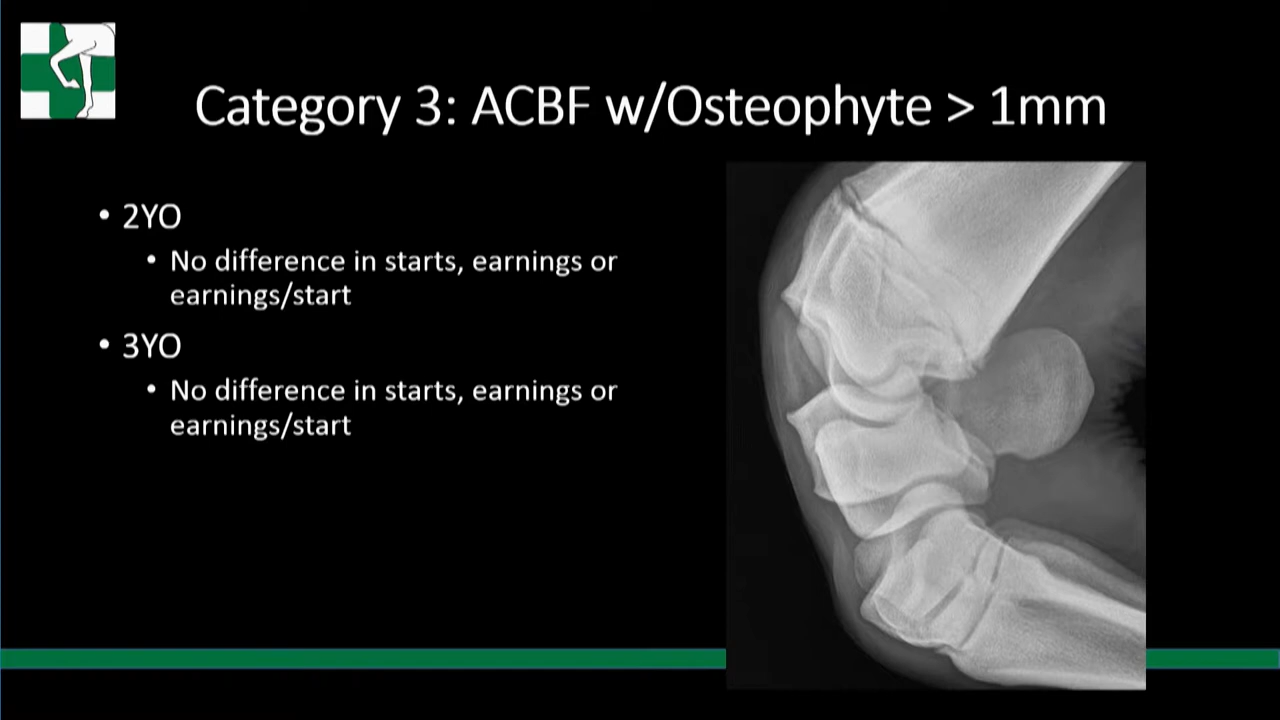 Category 3: ACBF w/Osteophyte > 1mm
• 2YO
• No difference in starts, earnings or
earnings/start
• 3YO
• No difference in starts, earnings or
earnings/start